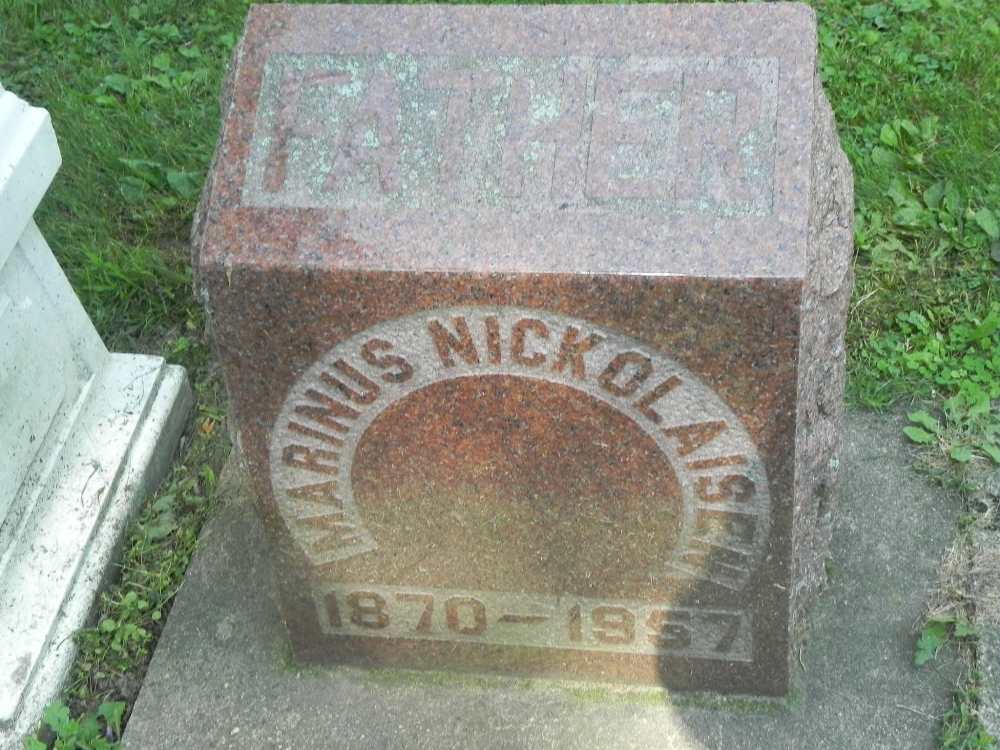 FATHER
MARINUS NICKOLAISEN
1870-1957